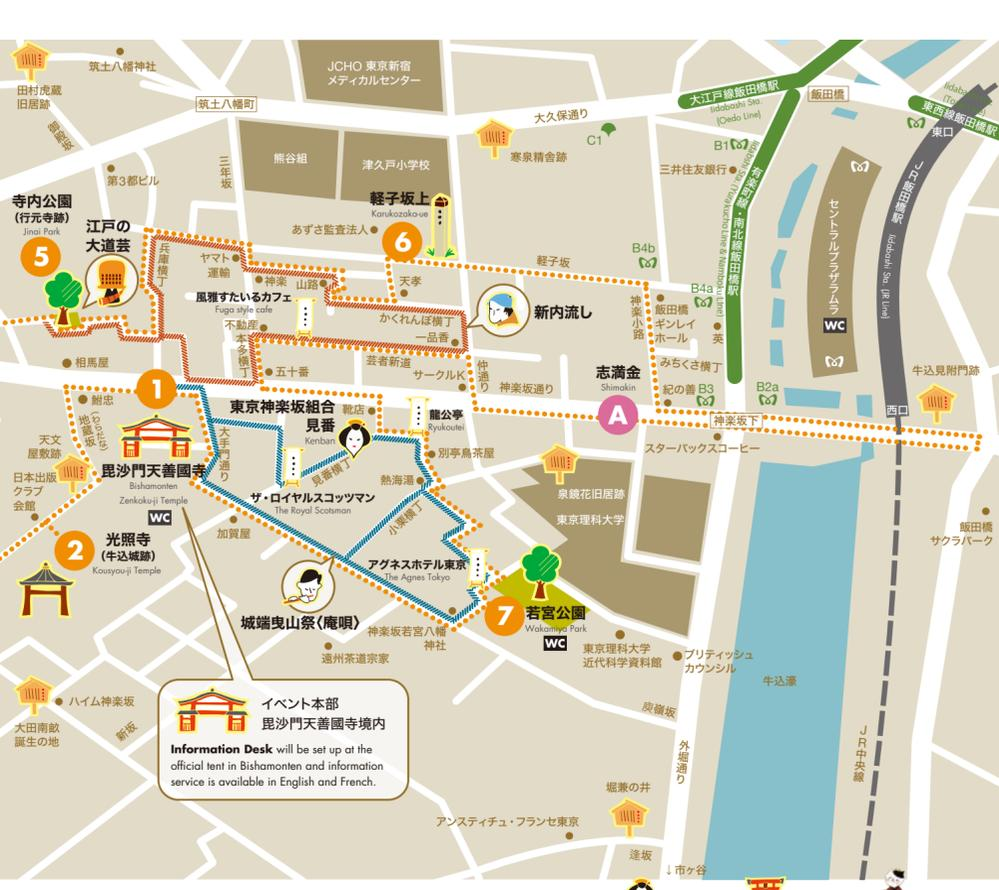 筑土八幡神社
田村虎蔵
旧居跡
御殿坂
筑土八幡町
JCHO 東京新宿
メディカルセンター
大江戸線飯田橋駅
Iidabashi Sta.
(Oedo Line)
飯田橋
東西線飯田橋駅
東口
大久保通り
C1
B1
寒泉精舎跡
三井住友銀行
熊谷組
津久戸小学校
三年坂
第3都ビル
寺内公園
(行元寺跡)
Jinai Park
5
江戸の
大道芸
軽子坂上
Karukozaka-ue
あずさ監査法人
6
兵庫横丁
ヤマト
運輸
神楽
山路
天孝
軽子坂
B4b
B4a
有楽町線・南北線飯田橋駅
Iidabashi Sta. (Yurakucho Line & Namboku Line)
セントラルプラザラムラ
WC
JR飯田橋駅
Iidabashi Sta. (JR Line)
風雅すたいるカフェ
Fuga style cafe
不動産
本多横丁
かくれんぼ横丁
一品香
新内流し
神楽小路
飯田橋
ギンレイ
ホール
英
みちくさ横丁
相馬屋
五十番
芸者新道
サークルK
仲通り
神楽坂通り
志満金
Shimakin
A
紀の善
B3
B2a
神楽坂下
西口
牛込見附門跡
スターバックスコーヒー
1
鮒忠
(わらだな)
地蔵坂
天文
屋敷跡
日本出版
クラブ
会館
毘沙門天善國寺
Bishamonten
Zenkoku-ji Temple
WC
大手門通り
東京神楽坂組合
見番
Kenban
靴店
龍公亭
Ryukoutei
別亭鳥茶屋
見番横丁
熱海湯
小栗横丁
ザ・ロイヤルスコッツマン
The Royal Scotsman
加賀屋
泉鏡花旧居跡
東京理科大学
飯田橋
サクラパーク
2
光照寺
(牛込城跡)
Kousyou-ji Temple
城端曳山祭〈庵唄〉
アグネスホテル東京
The Agnes Tokyo
7
若宮公園
Wakamiya Park
WC
神楽坂若宮八幡
神社
遠州茶道宗家
東京理科大学
近代科学資料館
ブリティッシュ
カウンシル
牛込濠
ハイム神楽坂
大田南畝
誕生の地
新坂
イベント本部
毘沙門天善國寺境内
Information Desk will be set up at the
official tent in Bishamonten and information
service is available in English and French.
庾嶺坂
外堀通り
JR中央線
堀兼の井
アンスティチュ・フランセ東京
逢坂
↓市ヶ谷